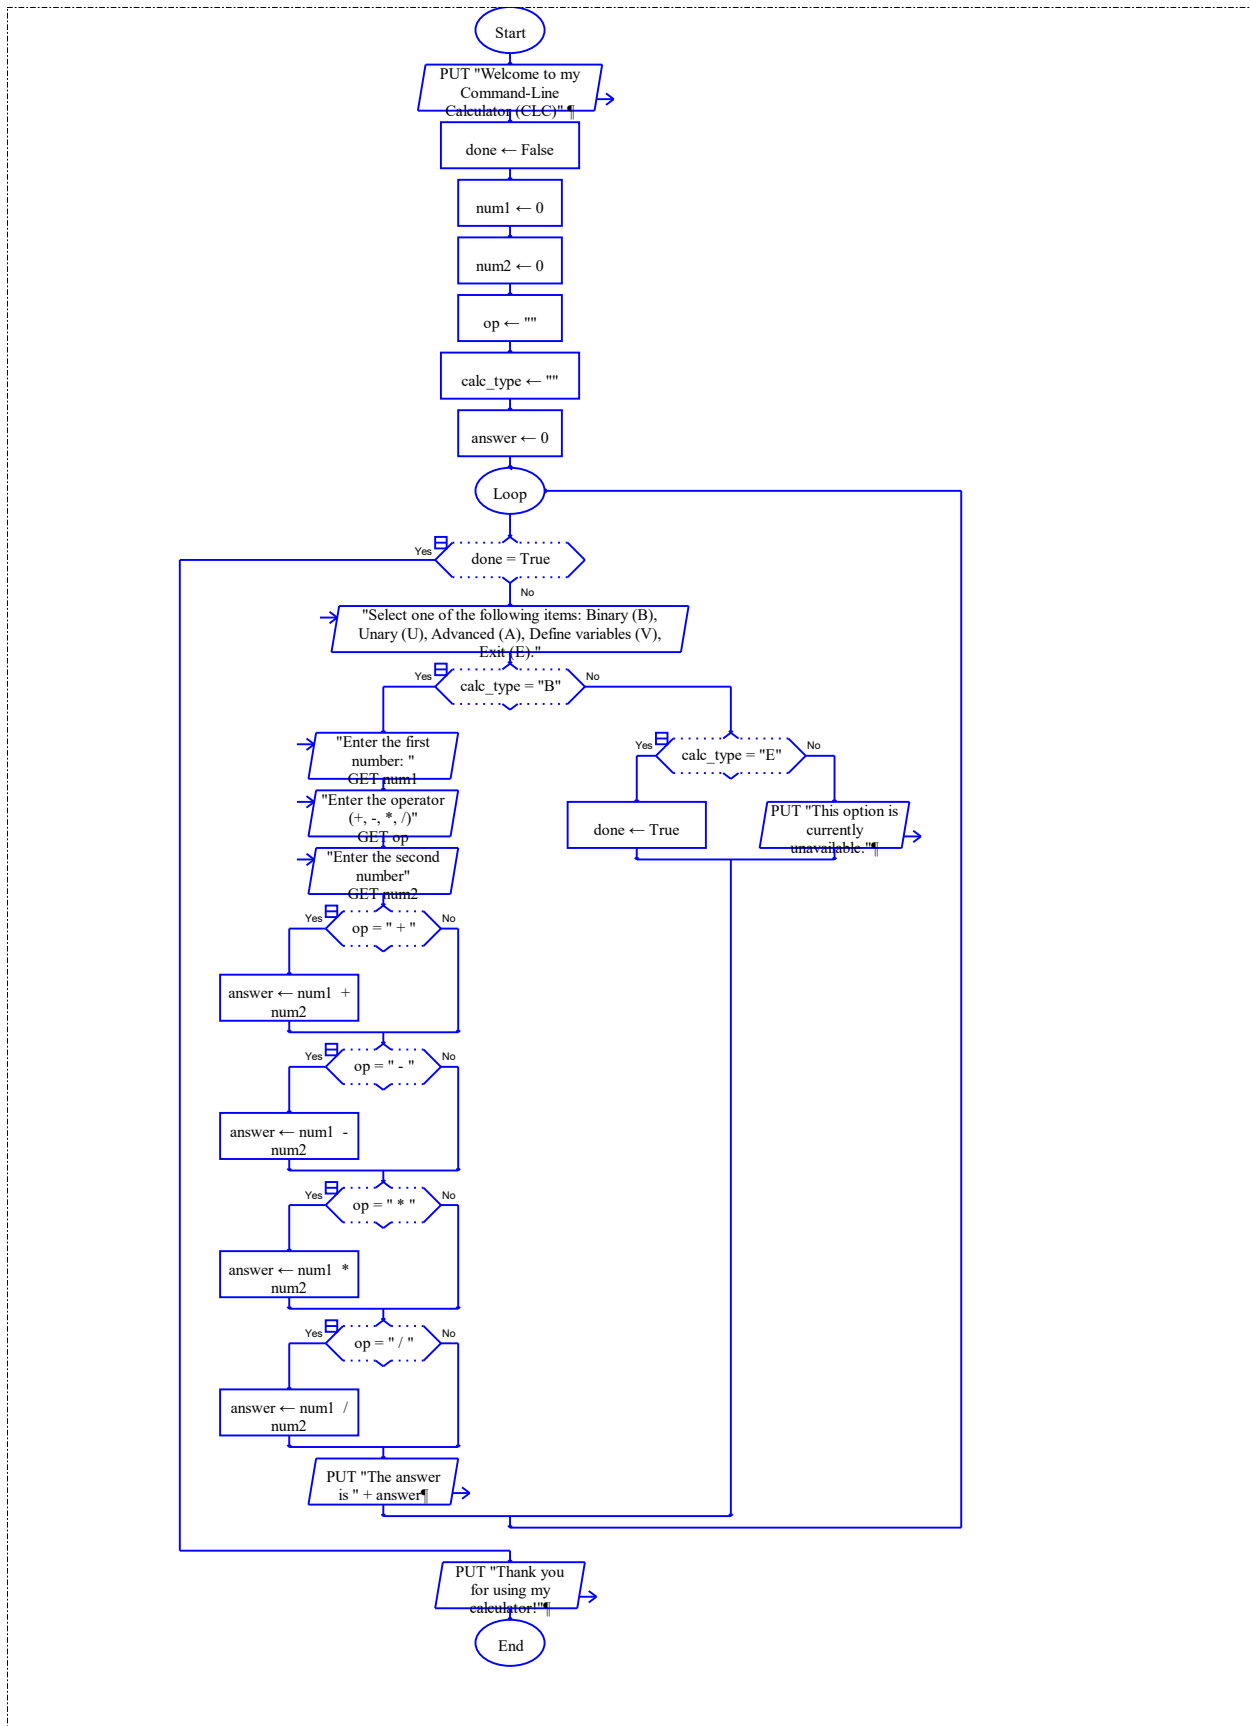 Start
PUT "Welcome to my
Command-Line
Calculator (CLC)"¶
done ← False
num1 ← 0
num2 ← 0
op ← ""
calc_type ← ""
answer ← 0
Loop
Yes
done = True
No
"Select one of the following items: Binary (B),
Unary (U), Advanced (A), Define variables (V),
Exit (E)."
Yes
calc_type = "B"
No
"Enter the first
number: "
GET num1
"Enter the operator
(+, -, *, /)"
GET op
"Enter the second
number"
GET num2
Yes
op = " + "
No
answer ← num1 +
num2
Yes
op = " - "
No
answer ← num1 -
num2
Yes
op = " * "
No
answer ← num1 *
num2
Yes
op = " / "
No
answer ← num1 /
num2
PUT "The answer
is " + answer¶
Yes
calc_type = "E"
No
done ← True
PUT "This option is
currently
unavailable."¶
PUT "Thank you
for using my
calculator!"¶
End